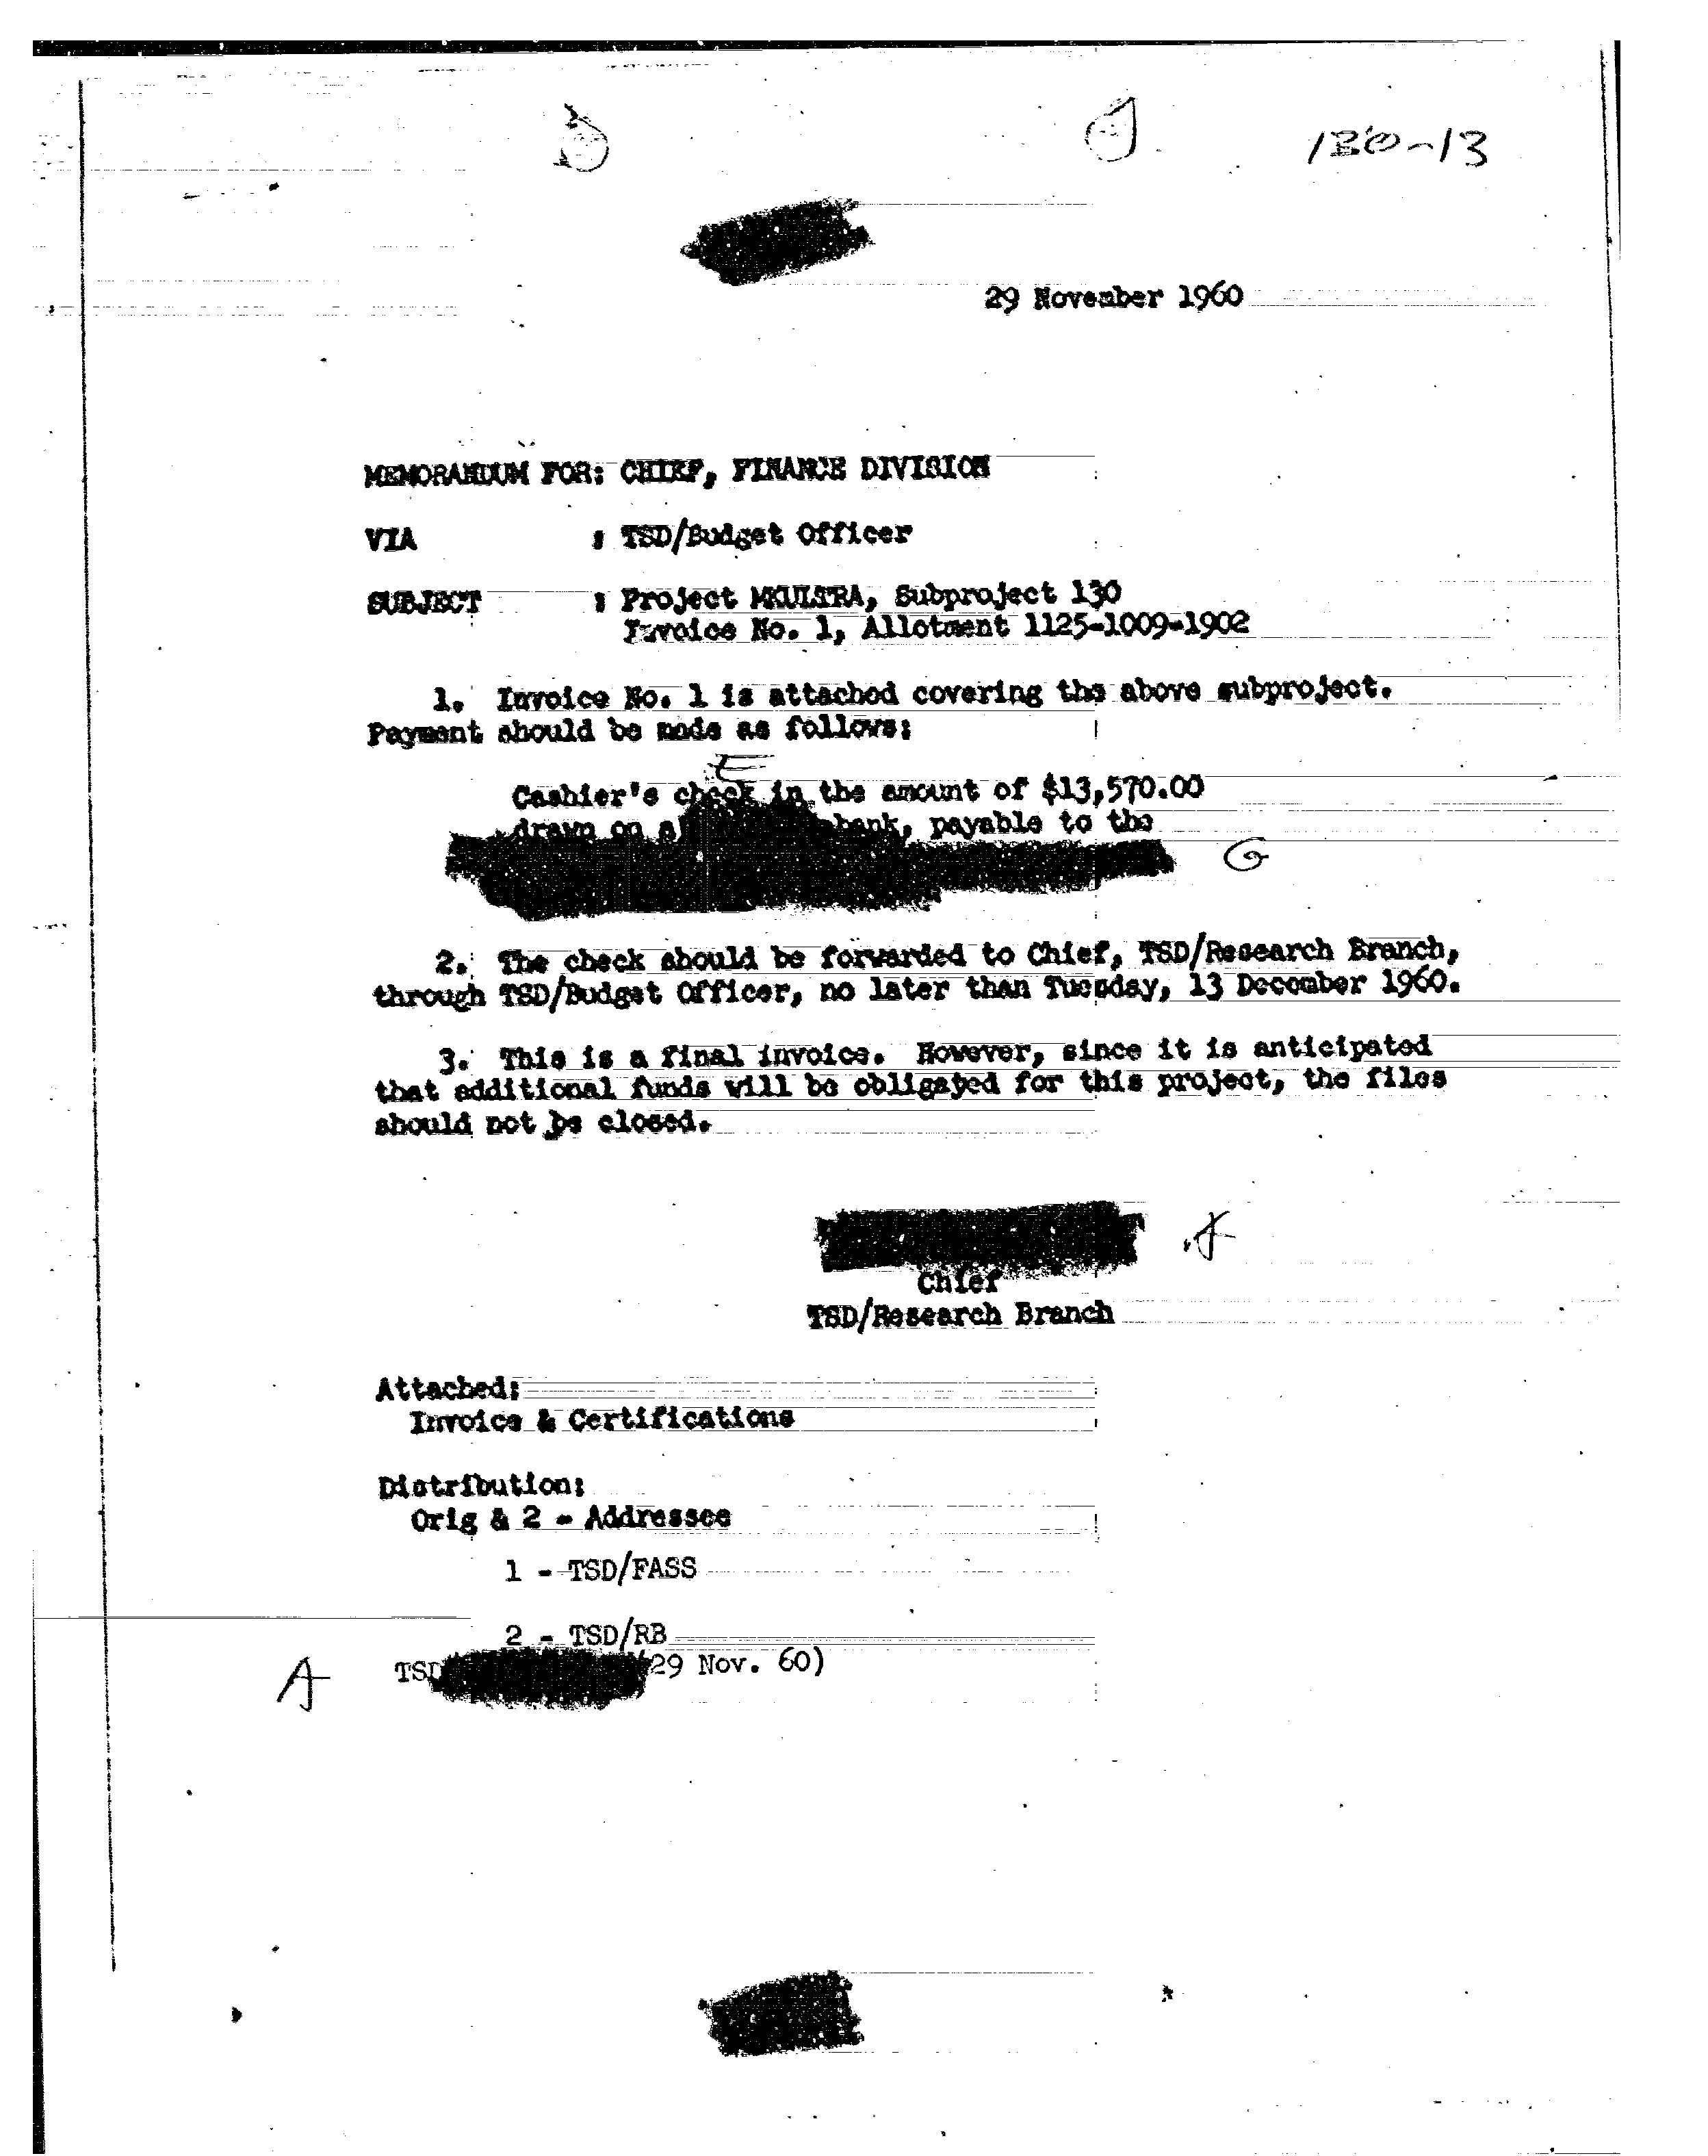 130-13
29 November 1960
MEMORANDUM FOR: CHIEF, FINANCE DIVISION
VIA : TSD/Budget Officer
SUBJECT : Project MKULTRA, Subproject 130
Invoice No. 1, Allotment 1125-1009-1902
1. Invoice No. 1 is attached covering the above subproject.
Payment should be made as follows:
E
Cashier's check in the amount of $13,570.00
drawn on a bank, payable to the
G
2. The check should be forwarded to Chief, TSD/Research Branch,
through TSD/Budget Officer, no later than Tuesday, 13 December 1960.
3. This is a final invoice. However, since it is anticipated
that additional funds will be obligated for this project, the files
should not be closed.
A
Chief
TSD/Research Branch
Attached:
Invoice & Certifications
Distribution:
Orig & 2 - Addressee
1 - TSD/FASS
2 - TSD/RB
A TSD (29 Nov. 60)